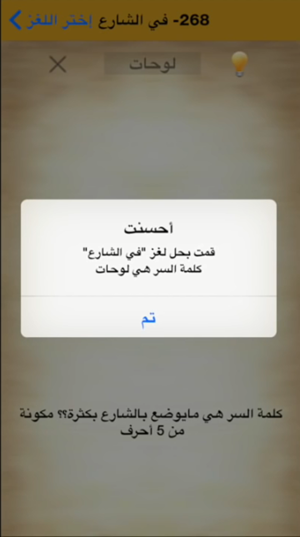 268- في الشارع إختر اللغز
لوحات
أحسنت
قمت بحل لغز "في الشارع"
كلمة السر هي لوحات
تم
كلمة السر هي مايوضع بالشارع بكثرة؟؟ مكونة
من 5 أحرف